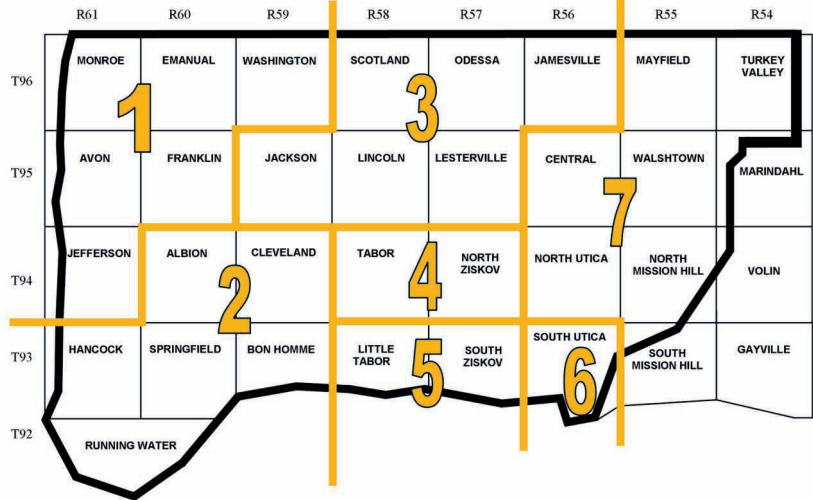 R61 R60 R59 R58 R57 R56 R55 R54
T96
MONROE EMANUAL WASHINGTON SCOTLAND ODESSA JAMESVILLE MAYFIELD TURKEY
VALLEY
1 3
T95
AVON FRANKLIN JACKSON LINCOLN LESTERVILLE CENTRAL WALSHTOWN MARINDAHL
7
T94
JEFFERSON ALBION CLEVELAND TABOR NORTH
ZISKOV NORTH UTICA NORTH
MISSION HILL VOLIN
2 4
T93
HANCOCK SPRINGFIELD BON HOMME LITTLE
TABOR SOUTH
ZISKOV SOUTH UTICA SOUTH
MISSION HILL GAYVILLE
5 6
T92
RUNNING WATER